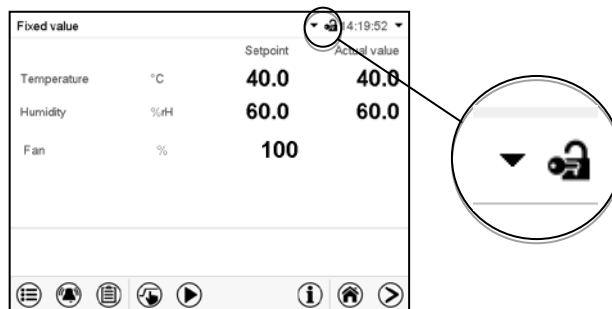 Fixed value 14:19:52
Setpoint Actual value
Temperature °C 40.0 40.0
Humidity %rH 60.0 60.0
Fan % 100